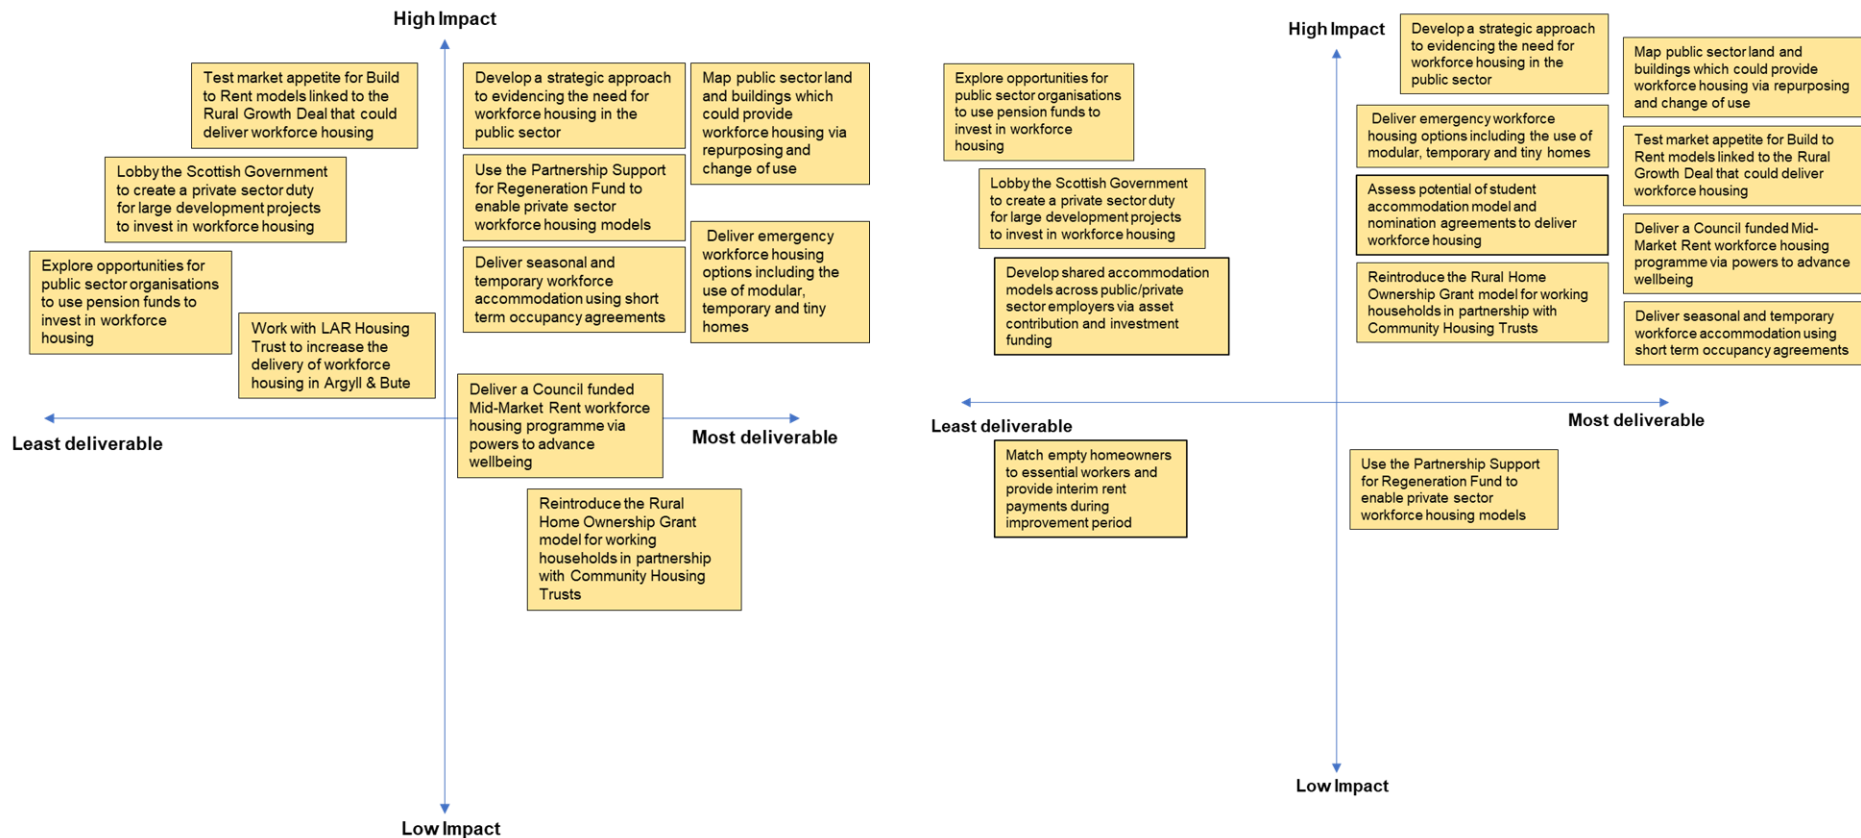 High Impact
Test market appetite for Build
to Rent models linked to the
Rural Growth Deal that could
deliver workforce housing
Develop a strategic approach
to evidencing the need for
workforce housing in the
public sector
Map public sector land
and buildings which
could provide
workforce housing via
repurposing and
change of use
Lobby the Scottish Government
to create a private sector duty
for large development projects
to invest in workforce housing
Use the Partnership Support
for Regeneration Fund to
enable private sector
workforce housing models
Deliver emergency
workforce housing
options including the
use of modular,
temporary and tiny
homes
Explore opportunities for
public sector organisations
to use pension funds to
invest in workforce
housing
Deliver seasonal and
temporary workforce
accommodation using short
term occupancy agreements
Work with LAR Housing
Trust to increase the
delivery of workforce
housing in Argyll & Bute
Deliver a Council funded
Mid-Market Rent workforce
housing programme via
powers to advance
wellbeing
Least deliverable
Most deliverable
Reintroduce the Rural
Home Ownership Grant
model for working
households in partnership
with Community Housing
Trusts
Low Impact
High Impact
Develop a strategic approach
to evidencing the need for
workforce housing in the
public sector
Map public sector land and
buildings which could provide
workforce housing via repurposing
and change of use
Explore opportunities for
public sector organisations
to use pension funds to
invest in workforce
housing
Deliver emergency workforce
housing options including the use of
modular, temporary and tiny homes
Test market appetite for Build to
Rent models linked to the Rural
Growth Deal that could deliver
workforce housing
Lobby the Scottish Government
to create a private sector duty
for large development projects
to invest in workforce housing
Assess potential of student
accommodation model and
nomination agreements to deliver
workforce housing
Deliver a Council funded Mid-
Market Rent workforce housing
programme via powers to advance
wellbeing
Develop shared accommodation
models across public/private
sector employers via asset
contribution and investment
funding
Reintroduce the Rural Home
Ownership Grant model for working
households in partnership with
Community Housing Trusts
Deliver seasonal and temporary
workforce accommodation using
short term occupancy agreements
Least deliverable
Most deliverable
Match empty homeowners
to essential workers and
provide interim rent
payments during
improvement period
Use the Partnership Support
for Regeneration Fund to
enable private sector
workforce housing models
Low Impact